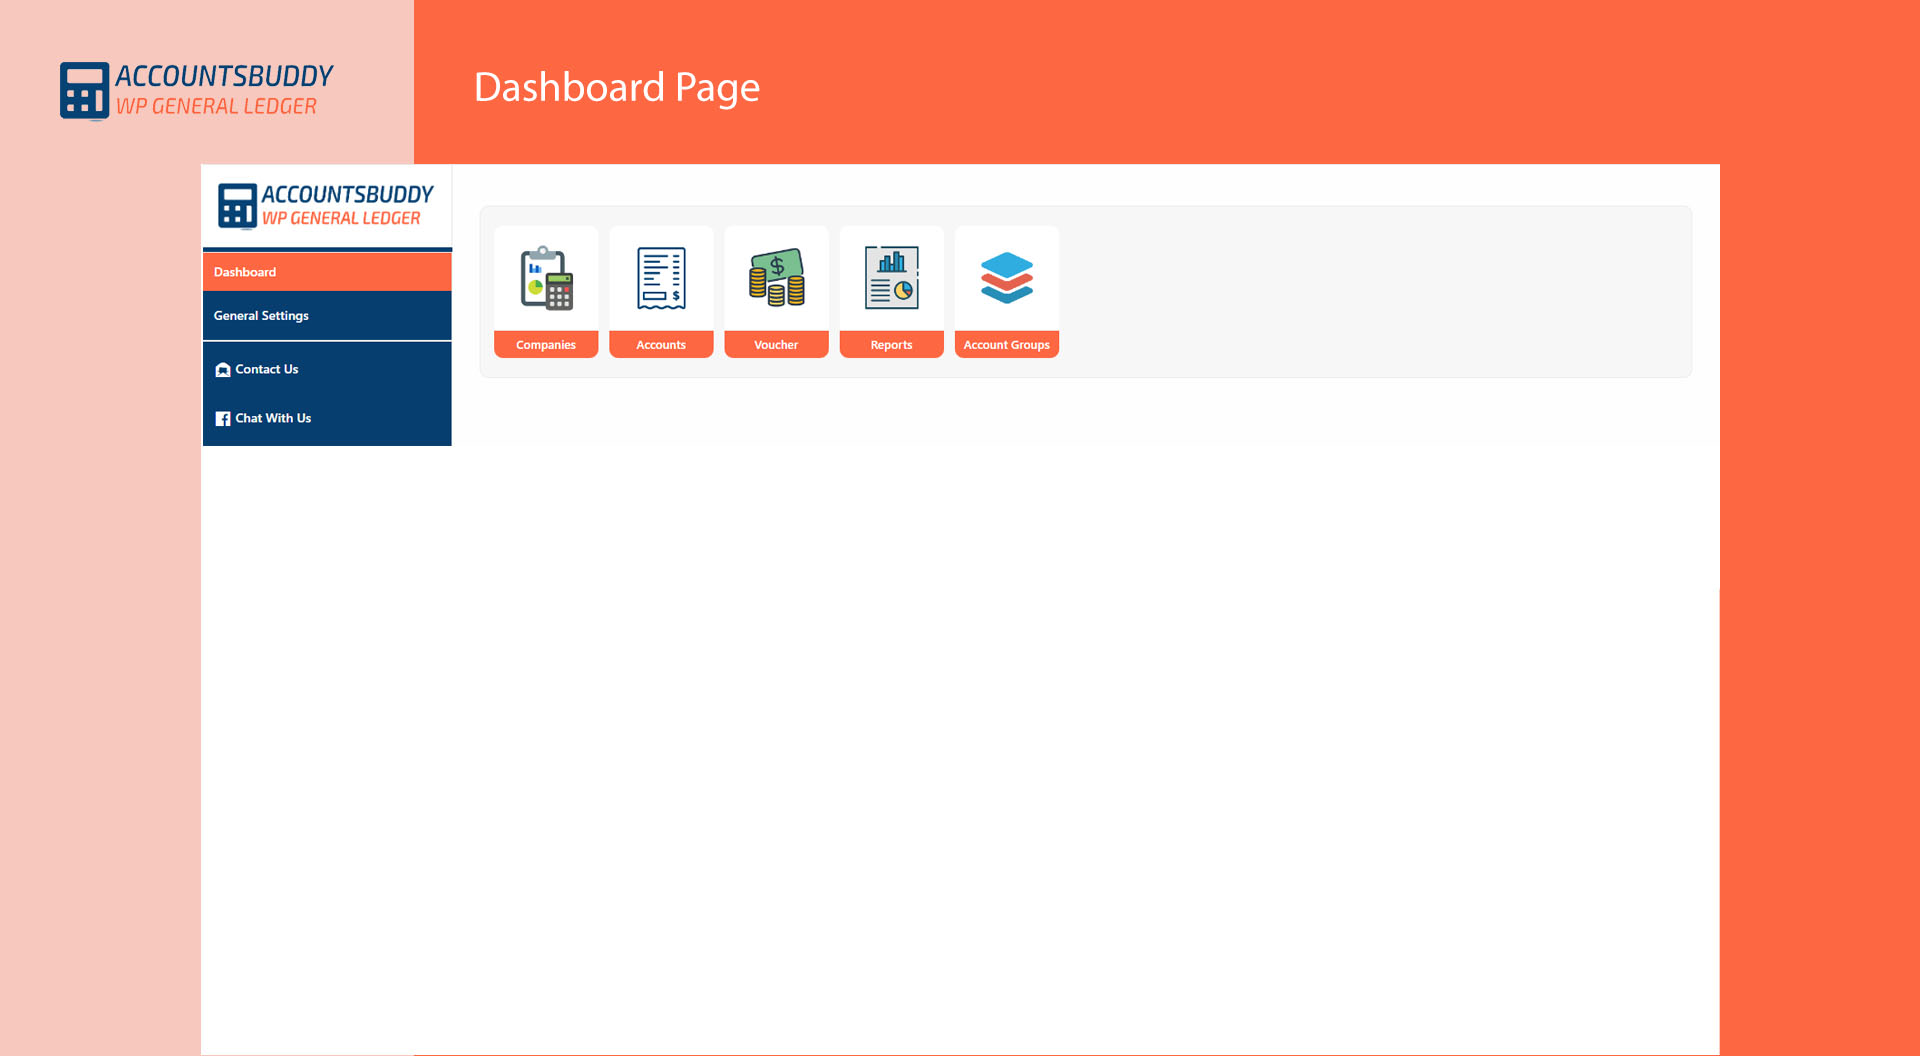 ACCOUNTSBUDDY
WP GENERAL LEDGER
Dashboard Page
ACCOUNTSBUDDY
WP GENERAL LEDGER
Dashboard
General Settings
Contact Us
Chat With Us
Companies
Accounts
Voucher
Reports
Account Groups